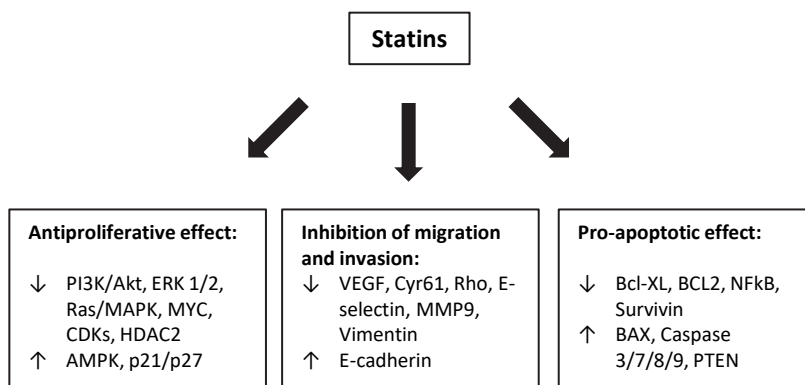 Statins
Antiproliferative effect:
↓ PI3K/Akt, ERK 1/2,
Ras/MAPK, MYC,
CDKs, HDAC2
↑ AMPK, p21/p27
Inhibition of migration
and invasion:
↓ VEGF, Cyr61, Rho, E-
selectin, MMP9,
Vimentin
↑ E-cadherin
Pro-apoptotic effect:
↓ Bcl-XL, BCL2, NFkB,
Survivin
↑ BAX, Caspase
3/7/8/9, PTEN